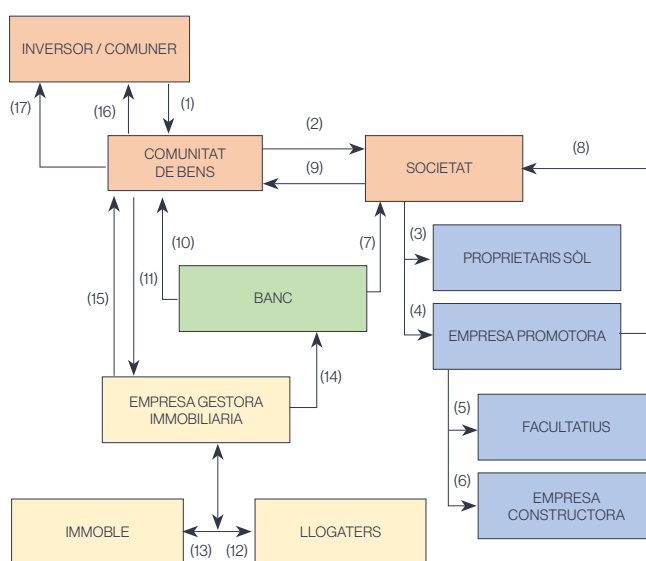 INVERSOR / COMUNER
(17)
(16)
(1)
(2)
(8)
COMUNITAT
DE BENS
SOCIETAT
(9)
(10)
(7)
(3)
PROPRIETARIS SÒL
(15)
(11)
BANC
(4)
EMPRESA PROMOTORA
(14)
EMPRESA GESTORA
IMMOBILIARIA
(5)
FACULTATIUS
(6)
EMPRESA
CONSTRUCTORA
IMMOBLE
(13)
(12)
LLOGATERS